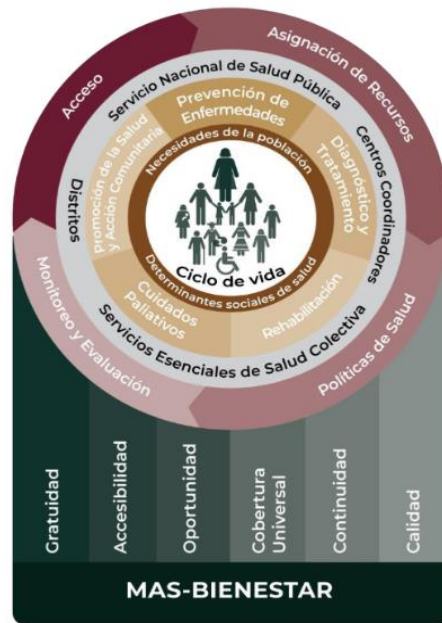 Acceso
Asignación de Recursos
Políticas de Salud
Monitoreo y Evaluación
Servicio Nacional de Salud Pública
Centros Coordinadores
Servicios Esenciales de Salud Colectiva
Distritos
Prevención de
Enfermedades
Diagnóstico y
Tratamiento
Rehabilitación
Cuidados
Paliativos
Promoción de la Salud
y Acción Comunitaria
Necesidades de la población
Determinantes sociales de salud
Ciclo de vida
Gratuidad
Accesibilidad
Oportunidad
Cobertura
Universal
Continuidad
Calidad
MAS-BIENESTAR